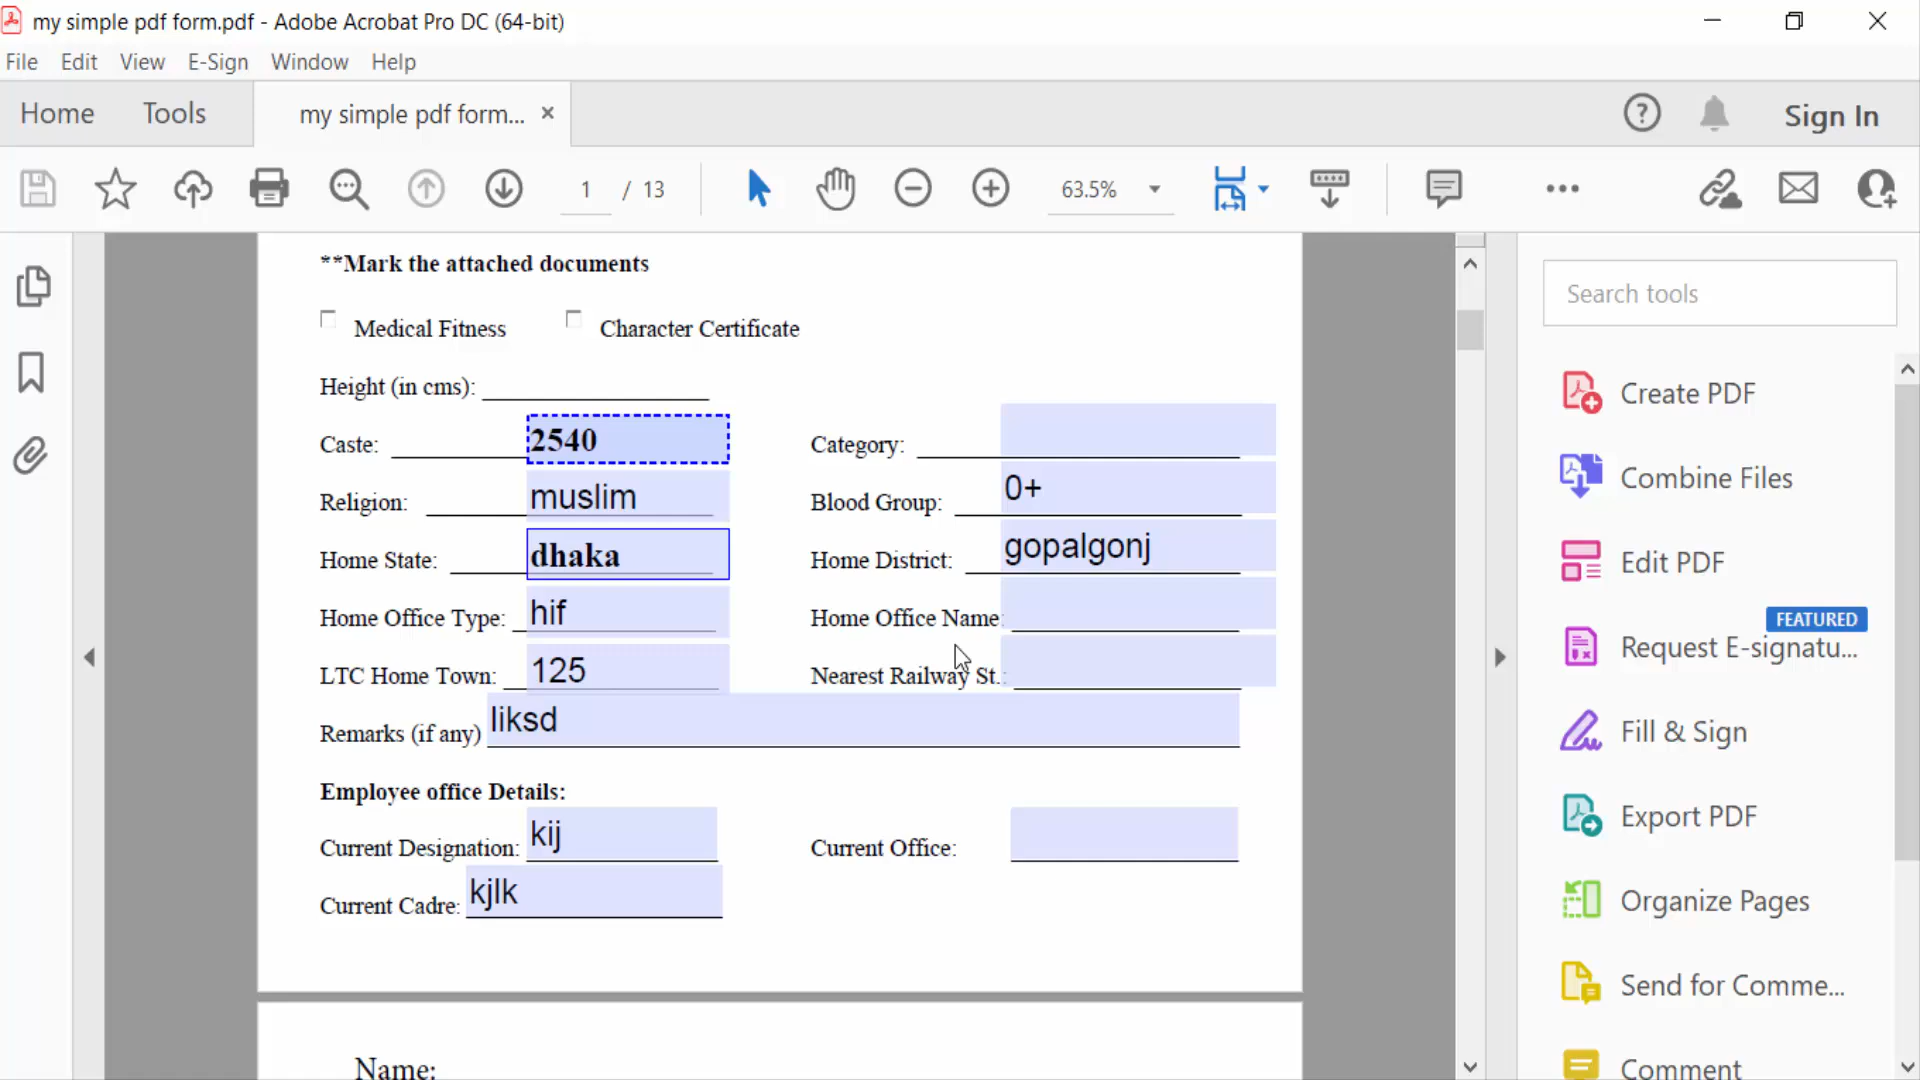 my simple pdf form.pdf - Adobe Acrobat Pro DC (64-bit)
File Edit View E-Sign Window Help
Home Tools my simple pdf form... × Sign In
1 / 13 63.5%
**Mark the attached documents
Medical Fitness Character Certificate
Height (in cms):
Caste: 2540 Category:
Religion: muslim Blood Group: 0+
Home State: dhaka Home District: gopalgonj
Home Office Type: hif Home Office Name:
LTC Home Town: 125 Nearest Railway St.:
Remarks (if any) liksd
Employee office Details:
Current Designation: kij Current Office:
Current Cadre: kjlk
Name:
Search tools
Create PDF
Combine Files
Edit PDF
FEATURED
Request E-signatu...
Fill & Sign
Export PDF
Organize Pages
Send for Comme...
Comment